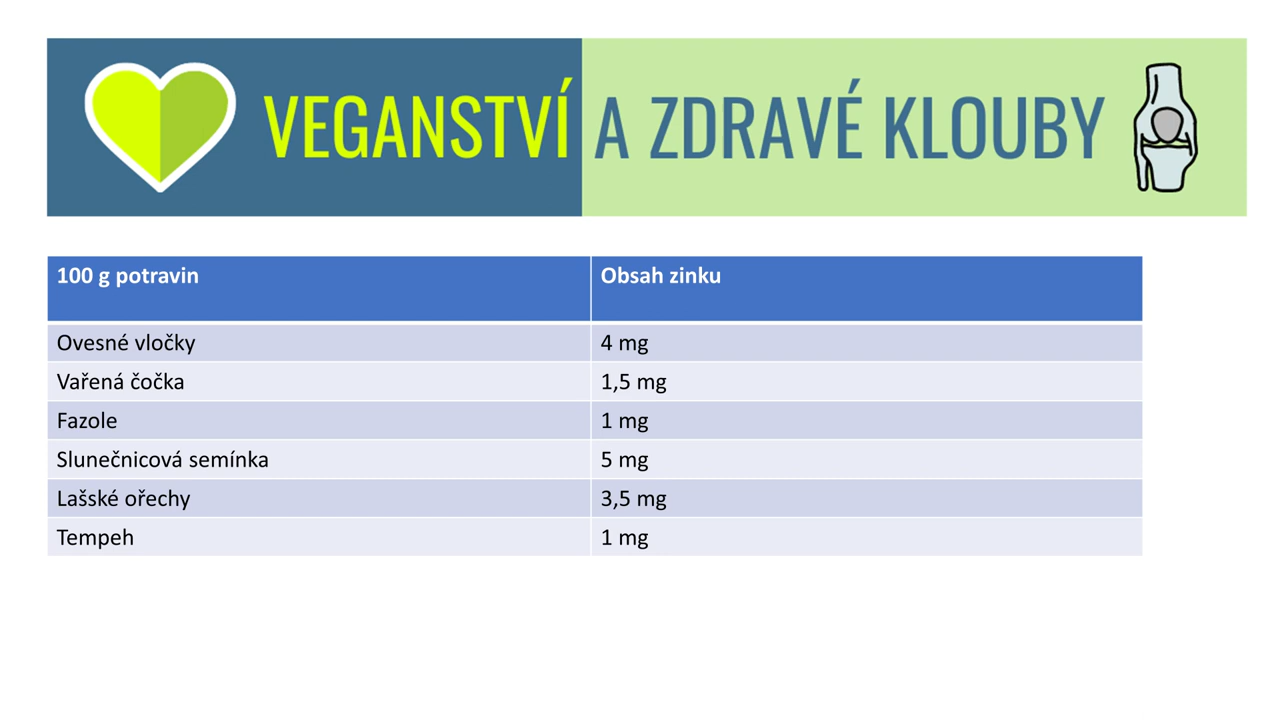 VEGANSTVÍ A ZDRAVÉ KLOUBY
100 g potravin Obsah zinku
Ovesné vločky 4 mg
Vařená čočka 1,5 mg
Fazole 1 mg
Slunečnicová semínka 5 mg
Lašské ořechy 3,5 mg
Tempeh 1 mg